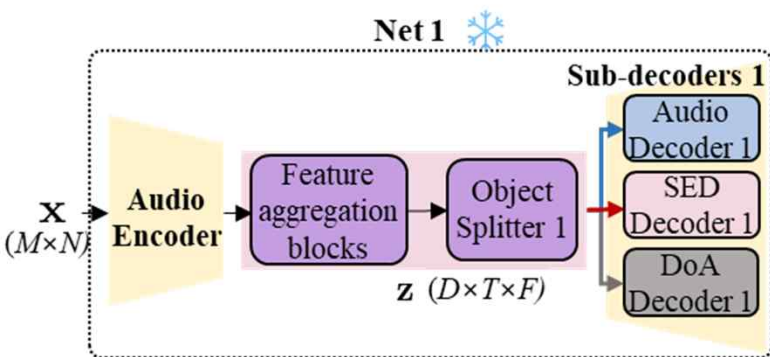 Net 1
Sub-decoders 1
Audio
Decoder 1
SED
Decoder 1
DoA
Decoder 1
Feature
aggregation
blocks
Object
Splitter 1
Audio
Encoder
X
(M×N)
z (D×T×F)